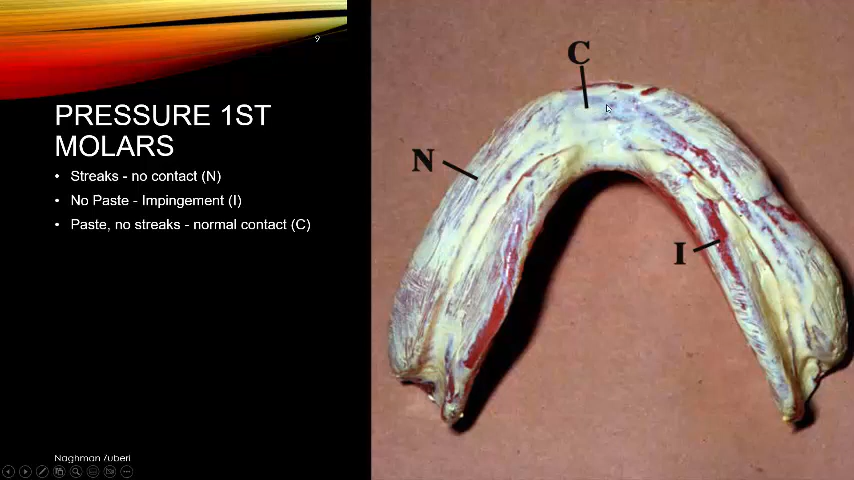 9
PRESSURE 1ST
MOLARS
• Streaks - no contact (N)
• No Paste - Impingement (I)
• Paste, no streaks - normal contact (C)
C
N
I
Naghman Zuberi